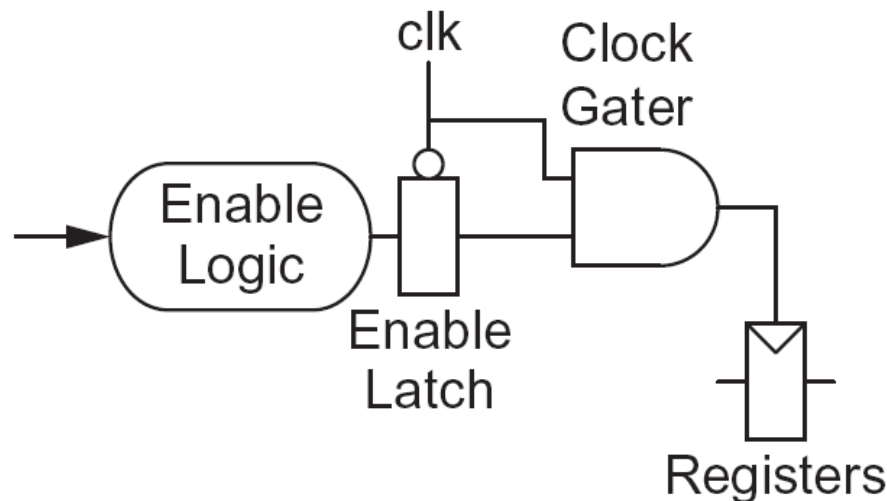 clk
Clock
Gater
Enable
Logic
Enable
Latch
Registers